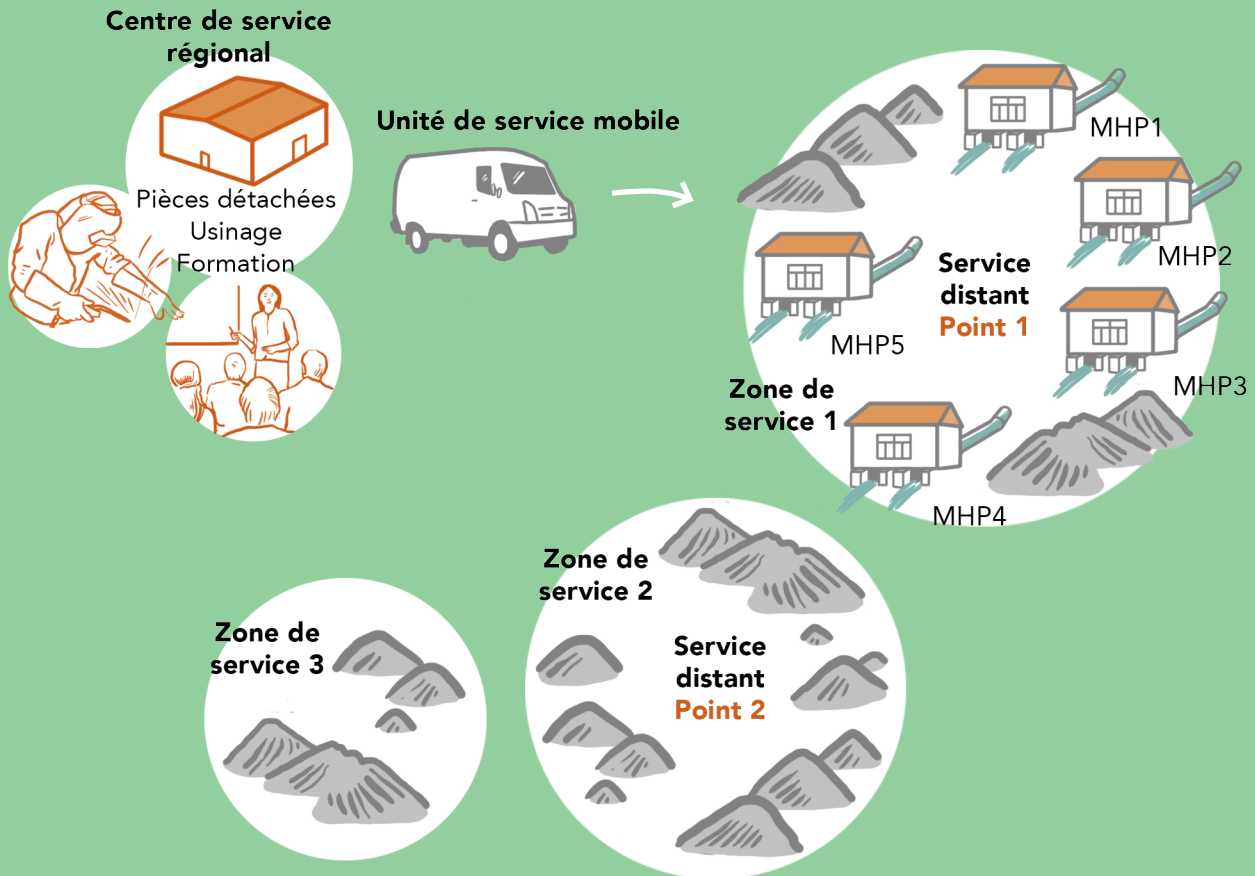 Centre de service
régional
Pièces détachées
Usinage
Formation
Unité de service mobile
MHP1
MHP2
Service
distant
Point 1
MHP5
MHP3
Zone de
service 1
MHP4
Zone de
service 2
Service
distant
Point 2
Zone de
service 3